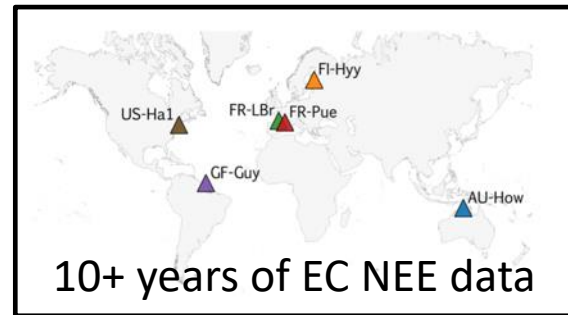 FI-Hyy
US-Ha1
FR-LBr
FR-Pue
GF-Guy
AU-How
10+ years of EC NEE data